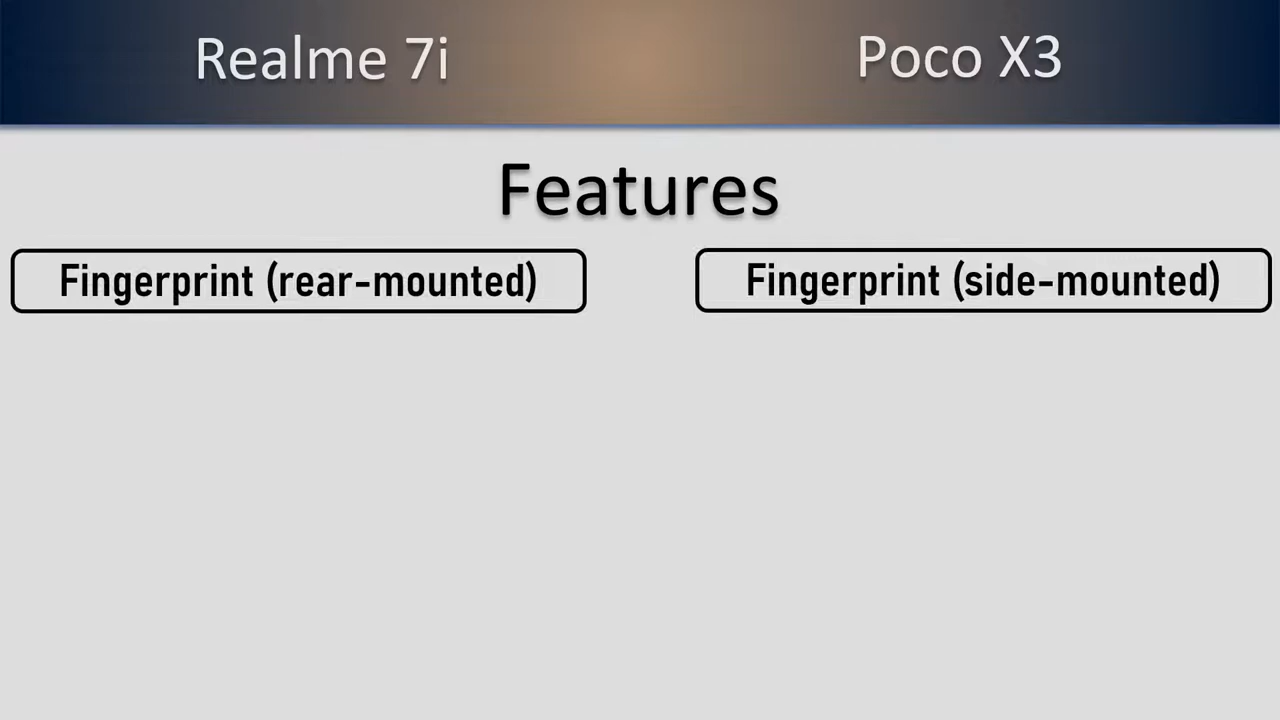 Realme 7i
Poco X3
Features
Fingerprint (rear-mounted)
Fingerprint (side-mounted)